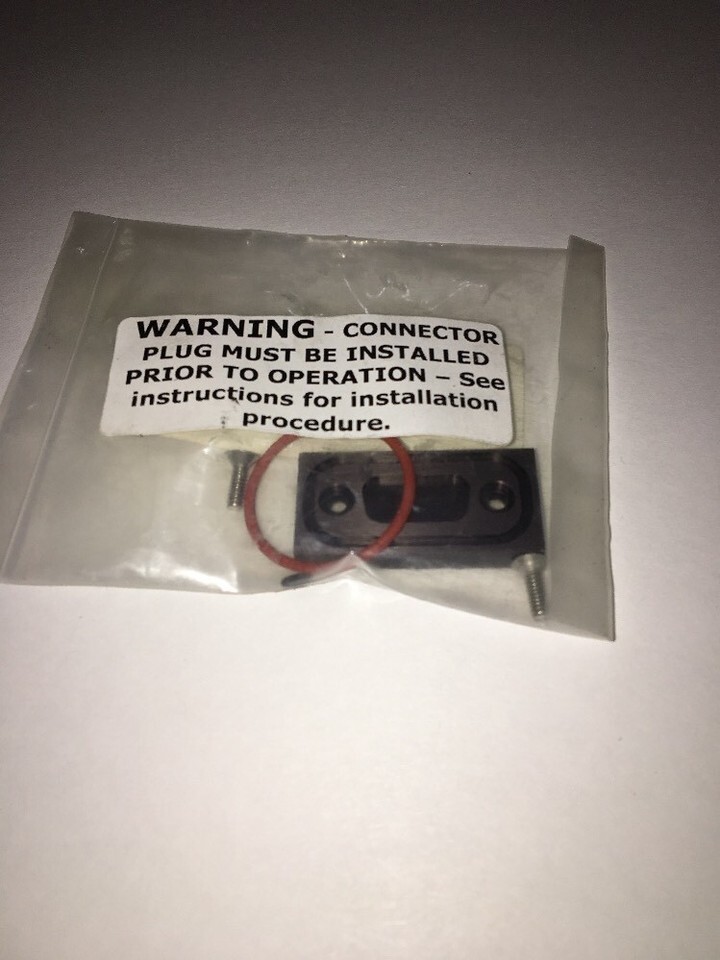 WARNING - CONNECTOR
PLUG MUST BE INSTALLED
PRIOR TO OPERATION – See
instructions for installation
procedure.